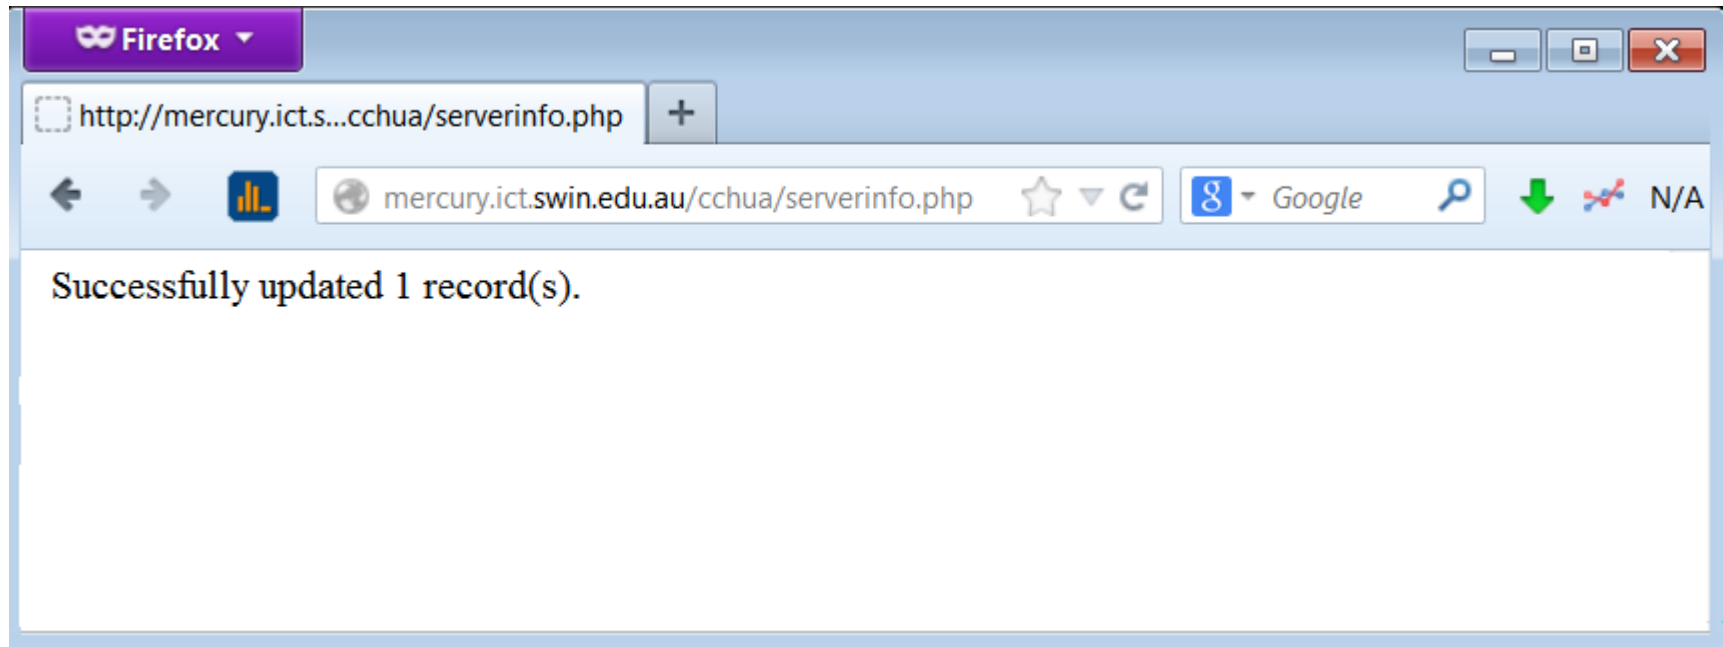 Firefox
http://mercury.ict.s...cchua/serverinfo.php +
mercury.ict.swin.edu.au/cchua/serverinfo.php 8 Google N/A
Successfully updated 1 record(s).